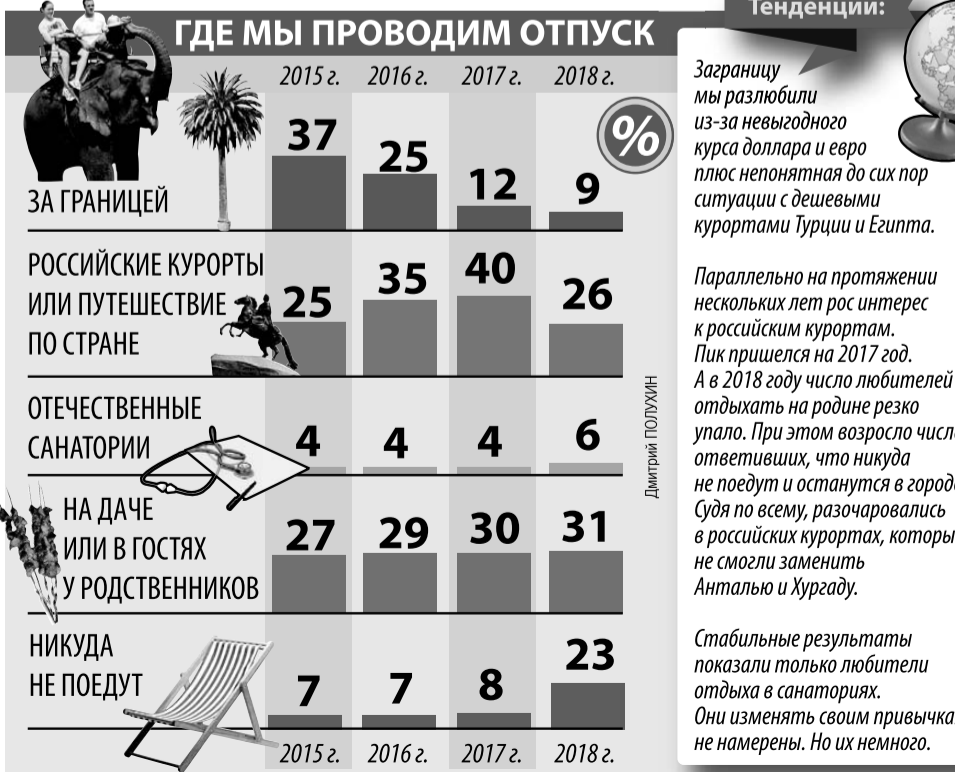 ГДЕ МЫ ПРОВОДИМ ОТПУСК
2015 г. 2016 г. 2017 г. 2018 г.
%
ЗА ГРАНИЦЕЙ
37 25 12 9
РОССИЙСКИЕ КУРОРТЫ
ИЛИ ПУТЕШЕСТВИЕ
ПО СТРАНЕ
25 35 40 26
ОТЕЧЕСТВЕННЫЕ
САНАТОРИИ
4 4 4 6
НА ДАЧЕ
ИЛИ В ГОСТЯХ
У РОДСТВЕННИКОВ
27 29 30 31
НИКУДА
НЕ ПОЕДУТ
7 7 8 23
2015 г. 2016 г. 2017 г. 2018 г.
Дмитрий ПОЛУХИН
Тенденции:
Заграницу
мы разлюбили
из-за невыгодного
курса доллара и евро
плюс непонятная до сих пор
ситуации с дешевыми
курортами Турции и Египта.
Параллельно на протяжении
нескольких лет рос интерес
к российским курортам.
Пик пришелся на 2017 год.
А в 2018 году число любителей
отдыхать на родине резко
упало. При этом возросло число
ответивших, что никуда
не поедут и останутся в город
Судя по всему, разочаровались
в российских курортах, которы
не смогли заменить
Анталью и Хургаду.
Стабильные результаты
показали только любители
отдыха в санаториях.
Они изменять своим привычка
не намерены. Но их немного.